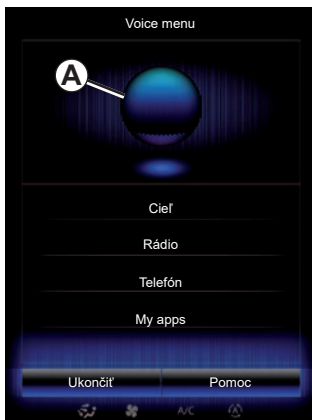 Voice menu
A
Cieľ
Rádio
Telefón
My apps
Ukončiť Pomoc
A/C A